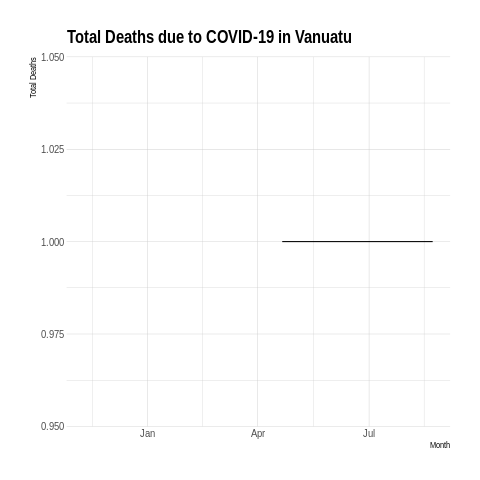 Total Deaths due to COVID-19 in Vanuatu
Total Deaths
1.050
1.025
1.000
0.975
0.950
Jan Apr Jul
Month